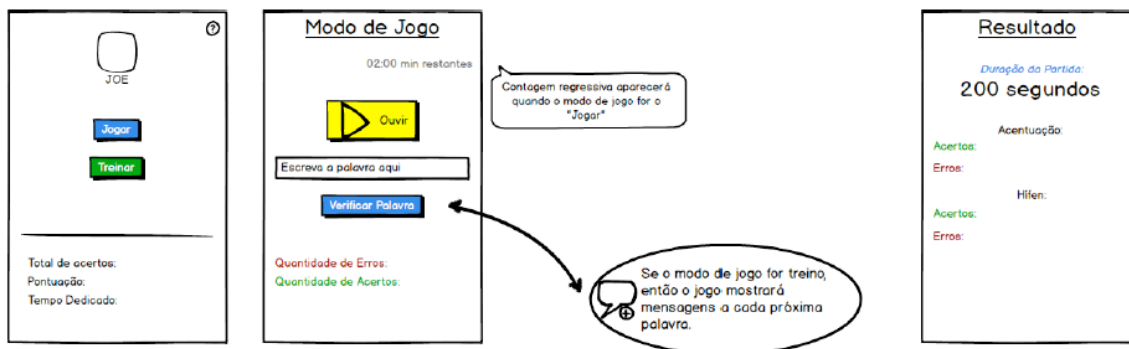 JOE
Jogar
Treinar
Total de acertos:
Pontuação:
Tempo Dedicado:
Modo de Jogo
02:00 min restantes
Ouvir
Escreva a palavra aqui
Verificar Palavra
Quantidade de Erros:
Quantidade de Acertos:
Contagem regressiva aparecerá
quando o modo de jogo for o
"Jogar"
Se o modo de jogo for treino,
então o jogo mostrará
mensagens a cada próxima
palavra.
Resultado
Duração da Partida:
200 segundos
Acentuação:
Acertos:
Erros:
Hífen:
Acertos:
Erros: